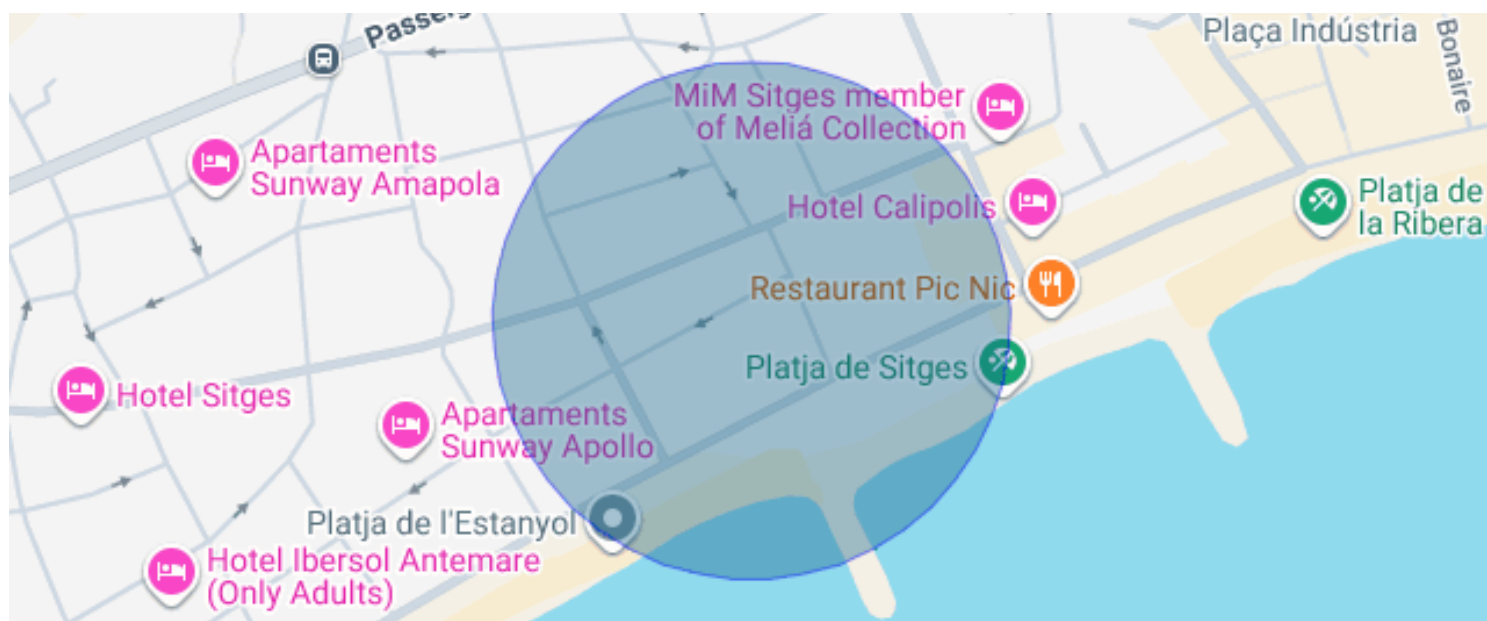 Passeig
Plaça Indústria
Bonaire
MiM Sitges member
of Meliá Collection
Apartaments
Sunway Amapola
Hotel Calipolis
Platja de
la Ribera
Restaurant Pic Nic
Platja de Sitges
Hotel Sitges
Apartaments
Sunway Apollo
Platja de l'Estanyol
Hotel Ibersol Antemare
(Only Adults)